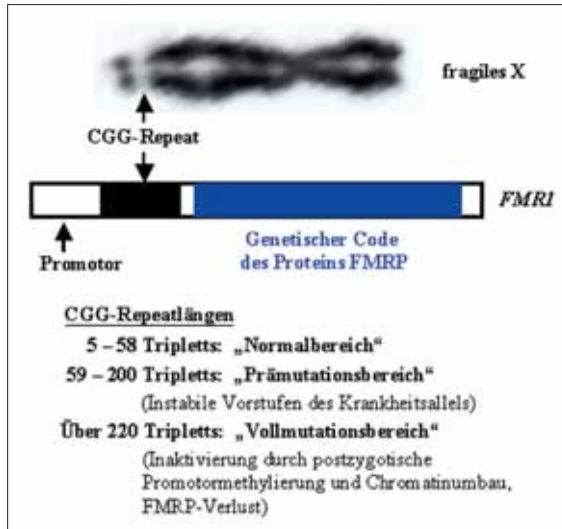 fragiles X
CGG-Repeat
FMR1
Genetischer Code
des Proteins FMRP
Promotor
CGG-Repeatlängen
5 – 58 Tripletts: „Normalbereich“
59 – 200 Tripletts: „Prämutationsbereich“
(Instabile Vorstufen des Krankheitsallels)
Über 220 Tripletts: „Vollmutationsbereich“
(Inaktivierung durch postzygotische
Promotormethylierung und Chromatinumbau,
FMRP-Verlust)